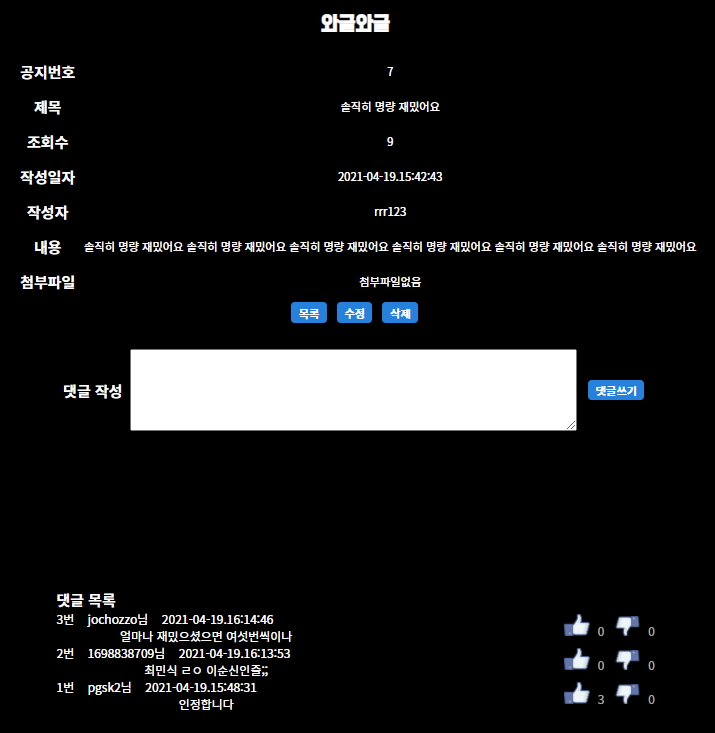 와글와글
공지번호 7
제목 솔직히 명량 재밌어요
조회수 9
작성일자 2021-04-19.15:42:43
작성자 rrr123
내용 솔직히 명량 재밌어요 솔직히 명량 재밌어요 솔직히 명량 재밌어요 솔직히 명량 재밌어요 솔직히 명량 재밌어요 솔직히 명량 재밌어요
첨부파일 첨부파일없음
목록 수정 삭제
댓글 작성 댓글쓰기
댓글 목록
3번 jochozzo님 2021-04-19.16:14:46
얼마나 재밌으셨으면 여섯번씩이나 0 0
2번 1698838709님 2021-04-19.16:13:53
최민식 ㄹㅇ 이순신인줄;; 0 0
1번 pgsk2님 2021-04-19.15:48:31
인정합니다 3 0